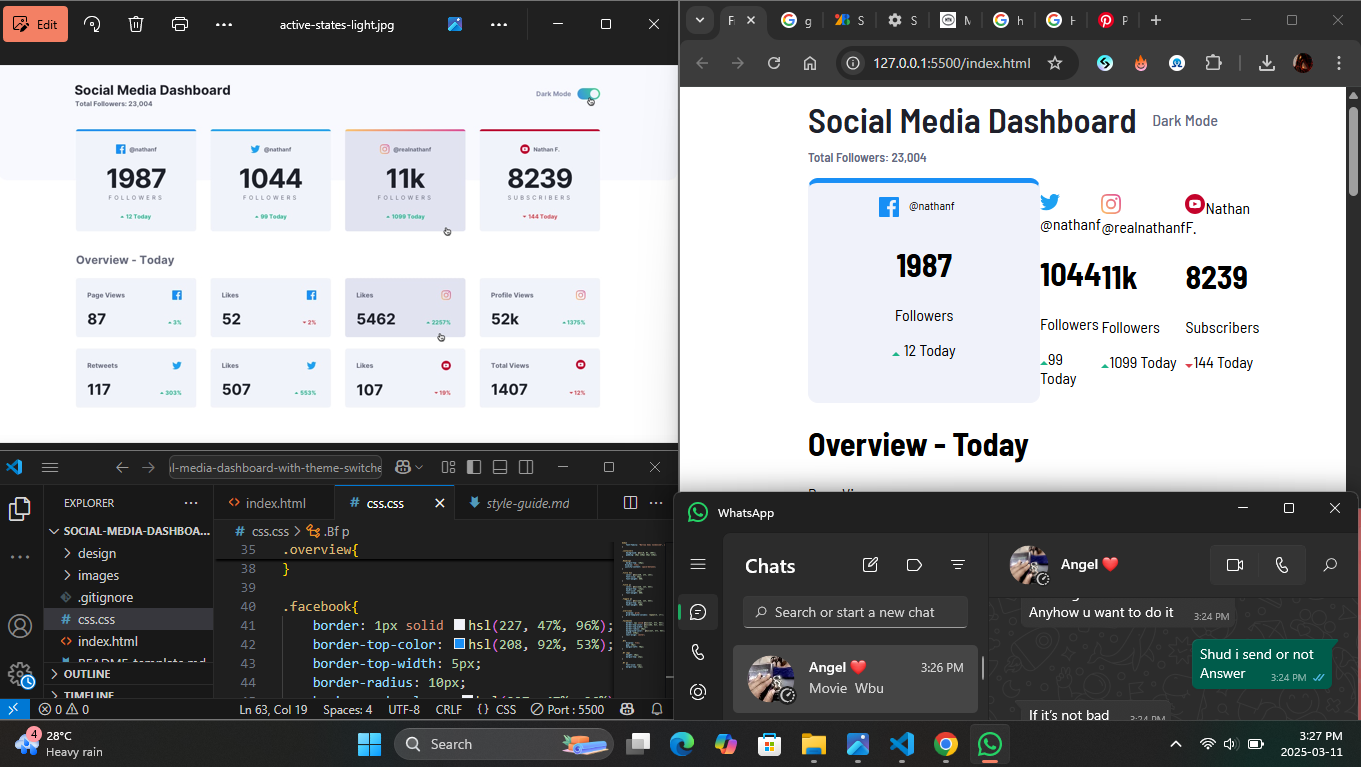 Edit
active-states-light.jpg
Social Media Dashboard
Total Followers: 23,004
Dark Mode
@nathanf
1987
FOLLOWERS
12 Today
@nathanf
1044
FOLLOWERS
99 Today
@realnathanf
11k
FOLLOWERS
1099 Today
Nathan F.
8239
SUBSCRIBERS
144 Today
Overview - Today
Page Views
87
3%
Likes
52
2%
Likes
5462
2257%
Profile Views
52k
1375%
Retweets
117
303%
Likes
507
553%
Likes
107
19%
Total Views
1407
12%
F
g
S
S
M
h
H
P
127.0.0.1:5500/index.html
Social Media Dashboard
Dark Mode
Total Followers: 23,004
@nathanf
1987
Followers
12 Today
@nathanf
1044
Followers
99
Today
@realnathanf
11k
Followers
1099 Today
Nathan
F.
8239
Subscribers
144 Today
Overview - Today
al-media-dashboard-with-theme-switche
EXPLORER
SOCIAL-MEDIA-DASHBOA...
design
images
.gitignore
# css.css
<> index.html
README-template.md
OUTLINE
TIMELINE
<> index.html
# css.css
style-guide.md
# css.css > .Bf p
35 .overview{
38 }
39
40 .facebook{
41 border: 1px solid hsl(227, 47%, 96%);
42 border-top-color: hsl(208, 92%, 53%);
43 border-top-width: 5px;
44 border-radius: 10px;
0 0
Ln 63, Col 19
Spaces: 4
UTF-8
CRLF
{} CSS
Port : 5500
WhatsApp
Chats
Search or start a new chat
Angel ❤️
3:26 PM
Movie Wbu
Angel ❤️
Anyhow u want to do it
3:24 PM
Shud i send or not
Answer
3:24 PM
If it's not bad
3:24 PM
4
28°C
Heavy rain
Search
3:27 PM
2025-03-11